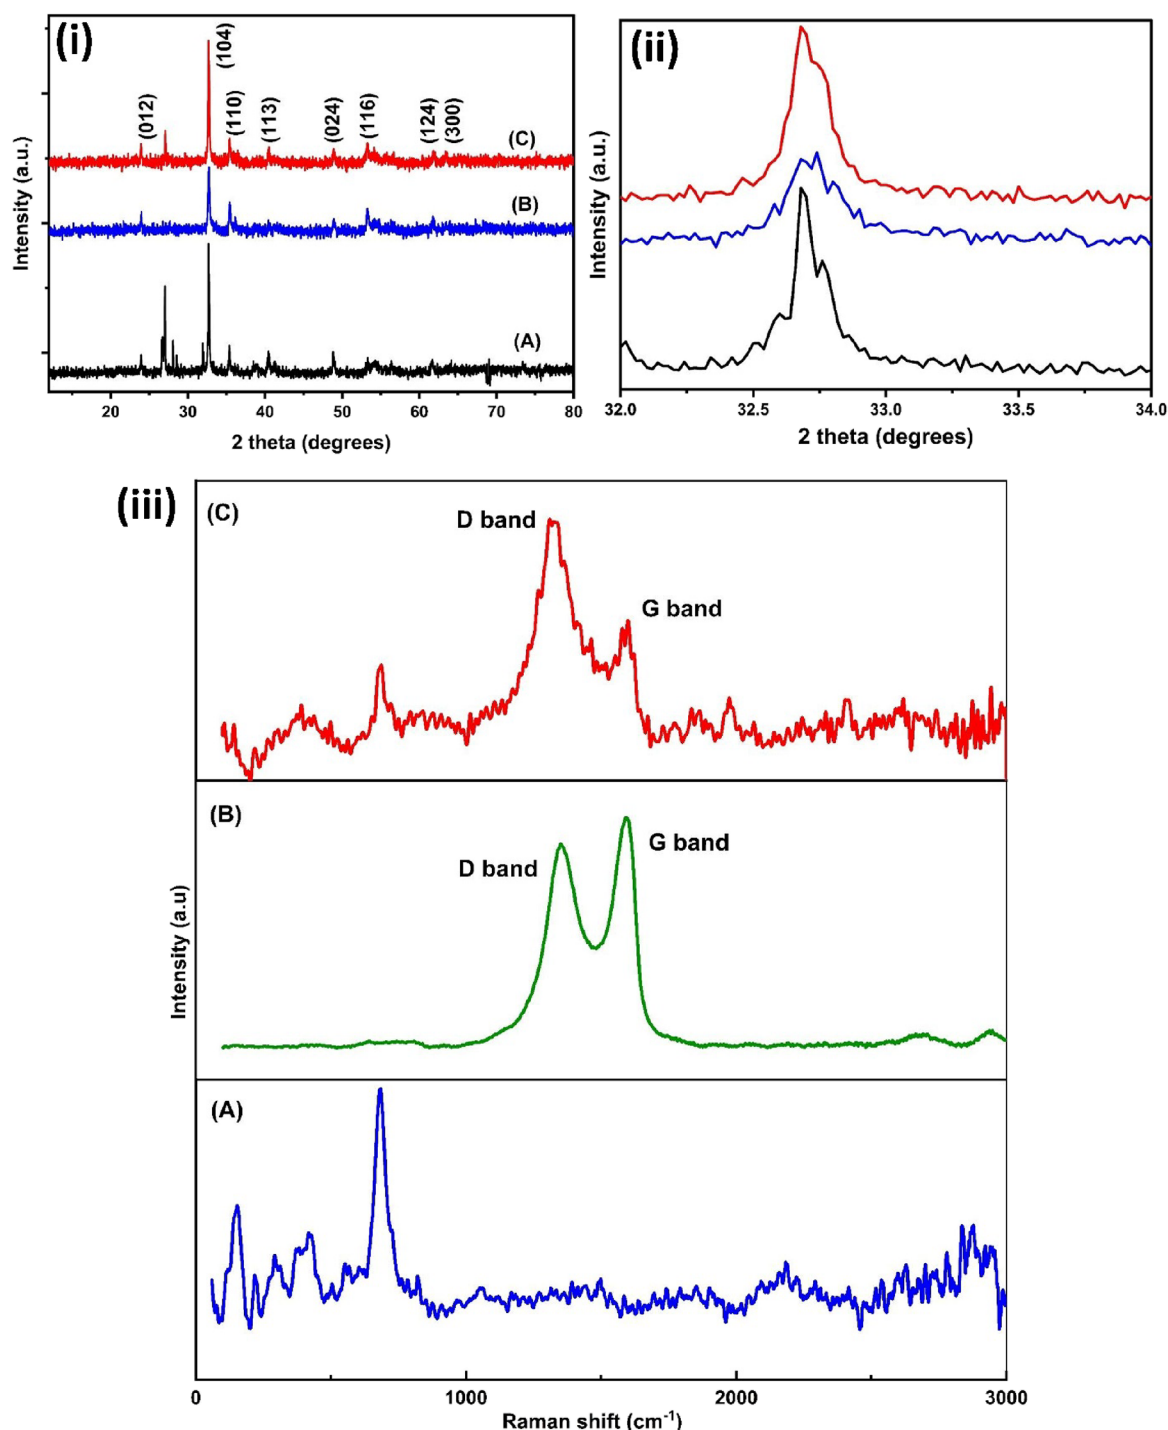 (i)
(012)
(104)
(110)
(113)
(024)
(116)
(124)
(300)
(C)
(B)
(A)
Intensity (a.u.)
20 30 40 50 60 70 80
2 theta (degrees)
(ii)
Intensity (a.u.)
32.0 32.5 33.0 33.5 34.0
2 theta (degrees)
(iii)
(C)
D band
G band
(B)
D band
G band
(A)
Intensity (a.u)
0 1000 2000 3000
Raman shift (cm⁻¹)